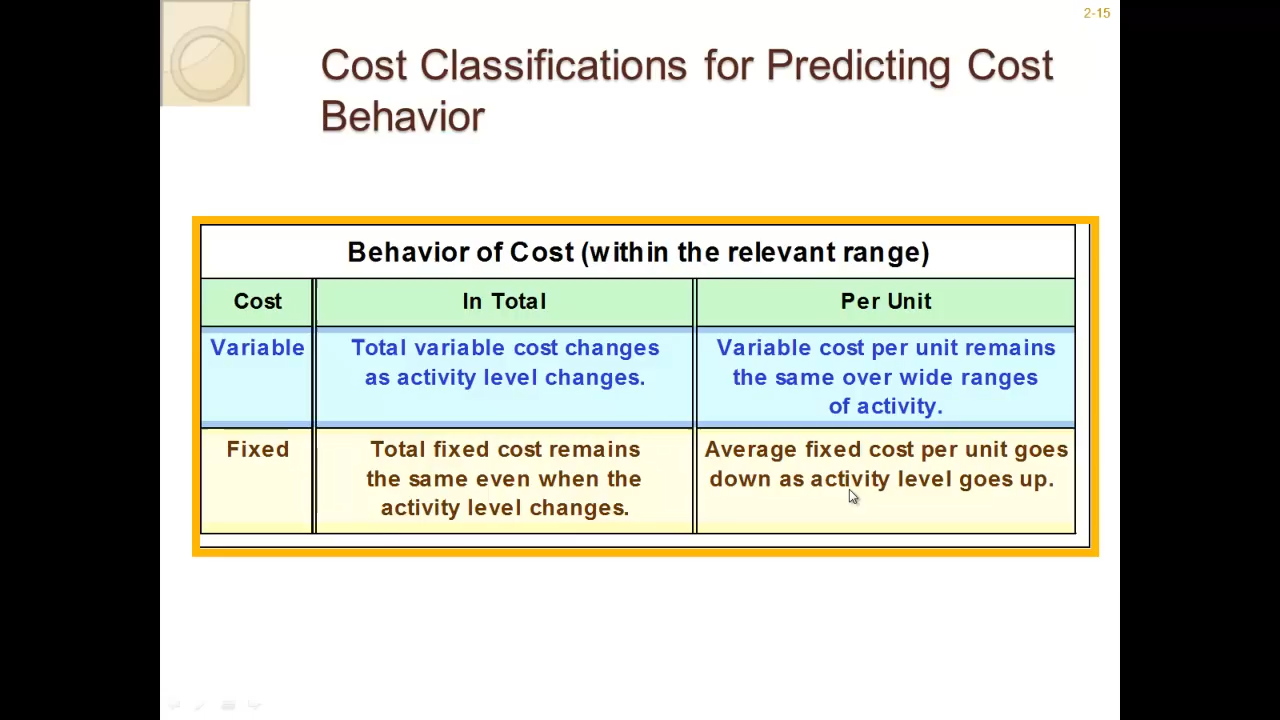 2-15
Cost Classifications for Predicting Cost
Behavior
Behavior of Cost (within the relevant range)
Cost
In Total
Per Unit
Variable
Total variable cost changes
as activity level changes.
Variable cost per unit remains
the same over wide ranges
of activity.
Fixed
Total fixed cost remains
the same even when the
activity level changes.
Average fixed cost per unit goes
down as activity level goes up.